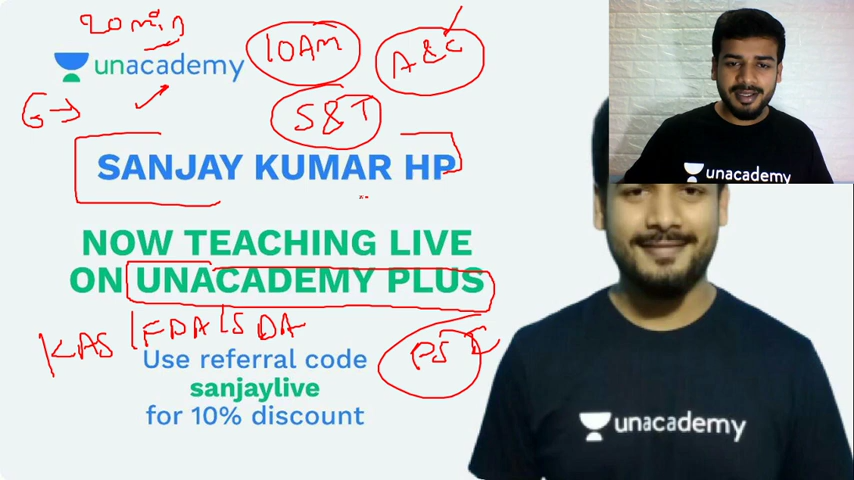 20 min
unacademy
10AM
A & C
G →
S&T
unacademy
SANJAY KUMAR HP
NOW TEACHING LIVE
ON UNACADEMY PLUS
KAS | FDA | SDA
Use referral code
sanjaylive
for 10% discount
unacademy